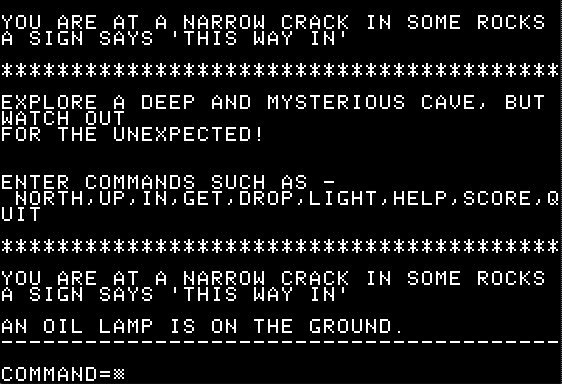 YOU ARE AT A NARROW CRACK IN SOME ROCKS
A SIGN SAYS 'THIS WAY IN'
****************************************
EXPLORE A DEEP AND MYSTERIOUS CAVE, BUT
WATCH OUT
FOR THE UNEXPECTED!
ENTER COMMANDS SUCH AS -
NORTH,UP,IN,GET,DROP,LIGHT,HELP,SCORE,Q
UIT
****************************************
YOU ARE AT A NARROW CRACK IN SOME ROCKS
A SIGN SAYS 'THIS WAY IN'
AN OIL LAMP IS ON THE GROUND.
----------------------------------------
COMMAND=※